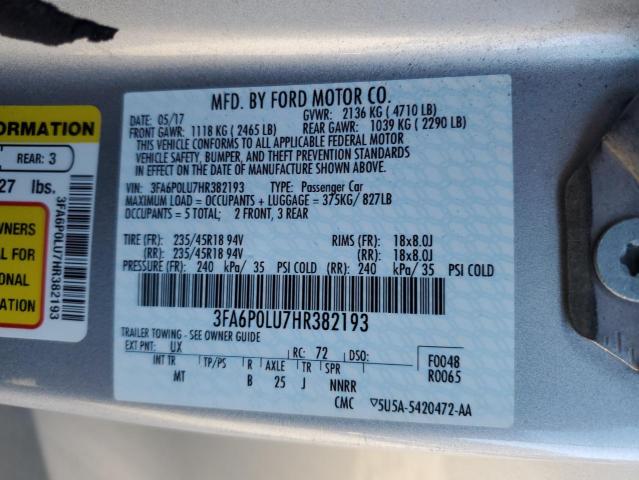 ORMATION
REAR: 3
27 lbs.
WNERS
AL FOR
ONAL
3FA6P0LU7HR382193
MFD. BY FORD MOTOR CO.
DATE: 05/17 GVWR: 2136 KG ( 4710 LB)
FRONT GAWR: 1118 KG ( 2465 LB) REAR GAWR: 1039 KG ( 2290 LB)
THIS VEHICLE CONFORMS TO ALL APPLICABLE FEDERAL MOTOR
VEHICLE SAFETY, BUMPER, AND THEFT PREVENTION STANDARDS
IN EFFECT ON THE DATE OF MANUFACTURE SHOWN ABOVE.
VIN: 3FA6P0LU7HR382193 TYPE: Passenger Car
MAXIMUM LOAD = OCCUPANTS + LUGGAGE = 375KG/ 827LB
OCCUPANTS = 5 TOTAL; 2 FRONT, 3 REAR
TIRE (FR): 235/45R18 94V RIMS (FR): 18x8.0J
(RR): 235/45R18 94V (RR): 18x8.0J
PRESSURE (FR): 240 kPa/ 35 PSI COLD (RR): 240 kPa/ 35 PSI COLD
3FA6P0LU7HR382193
TRAILER TOWING - SEE OWNER GUIDE
EXT PNT: UX RC: 72 DSO:
INT TR TP/PS R AXLE TR SPR
MT B 25 J NNRR
F0048
R0065
CMC ▽5U5A-5420472-AA